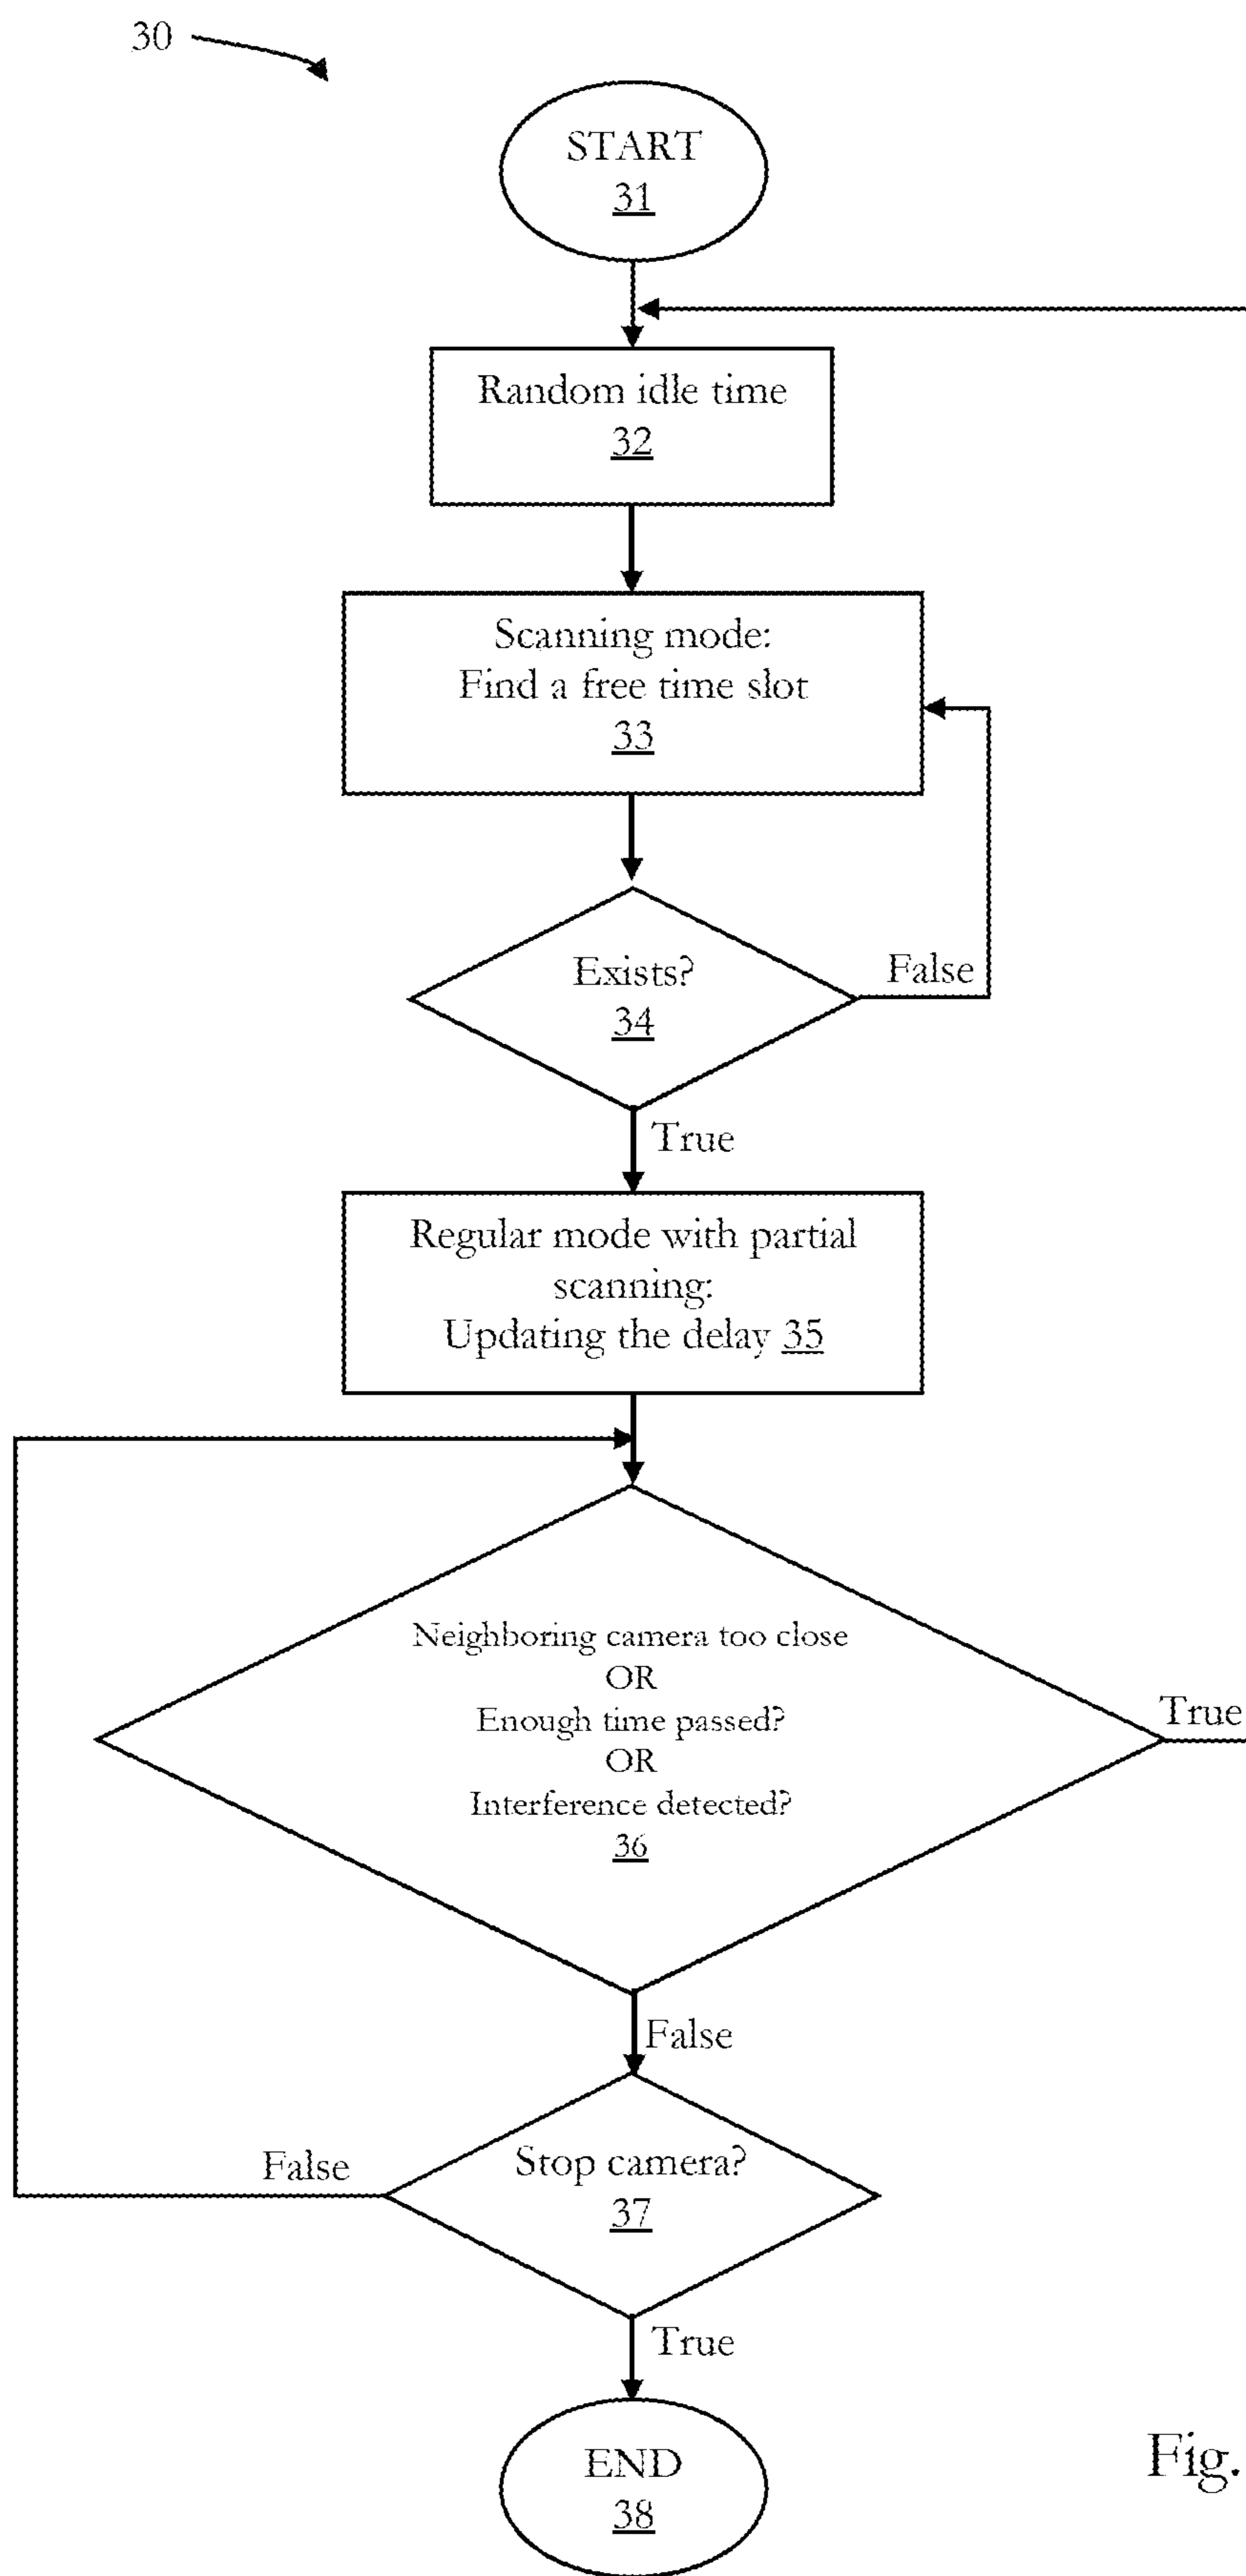 30
START
31
Random idle time
32
Scanning mode:
Find a free time slot
33
Exists?
34
False
True
Regular mode with partial
scanning:
Updating the delay 35
Neighboring camera too close
OR
Enough time passed?
OR
Interference detected?
36
True
False
Stop camera?
37
False
True
END
38
Fig.